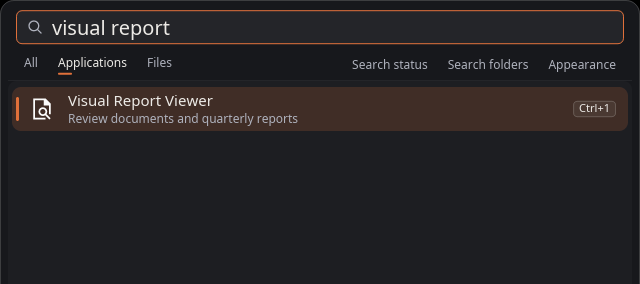 visual report
All Applications Files Search status Search folders Appearance
Visual Report Viewer
Review documents and quarterly reports
Ctrl+1